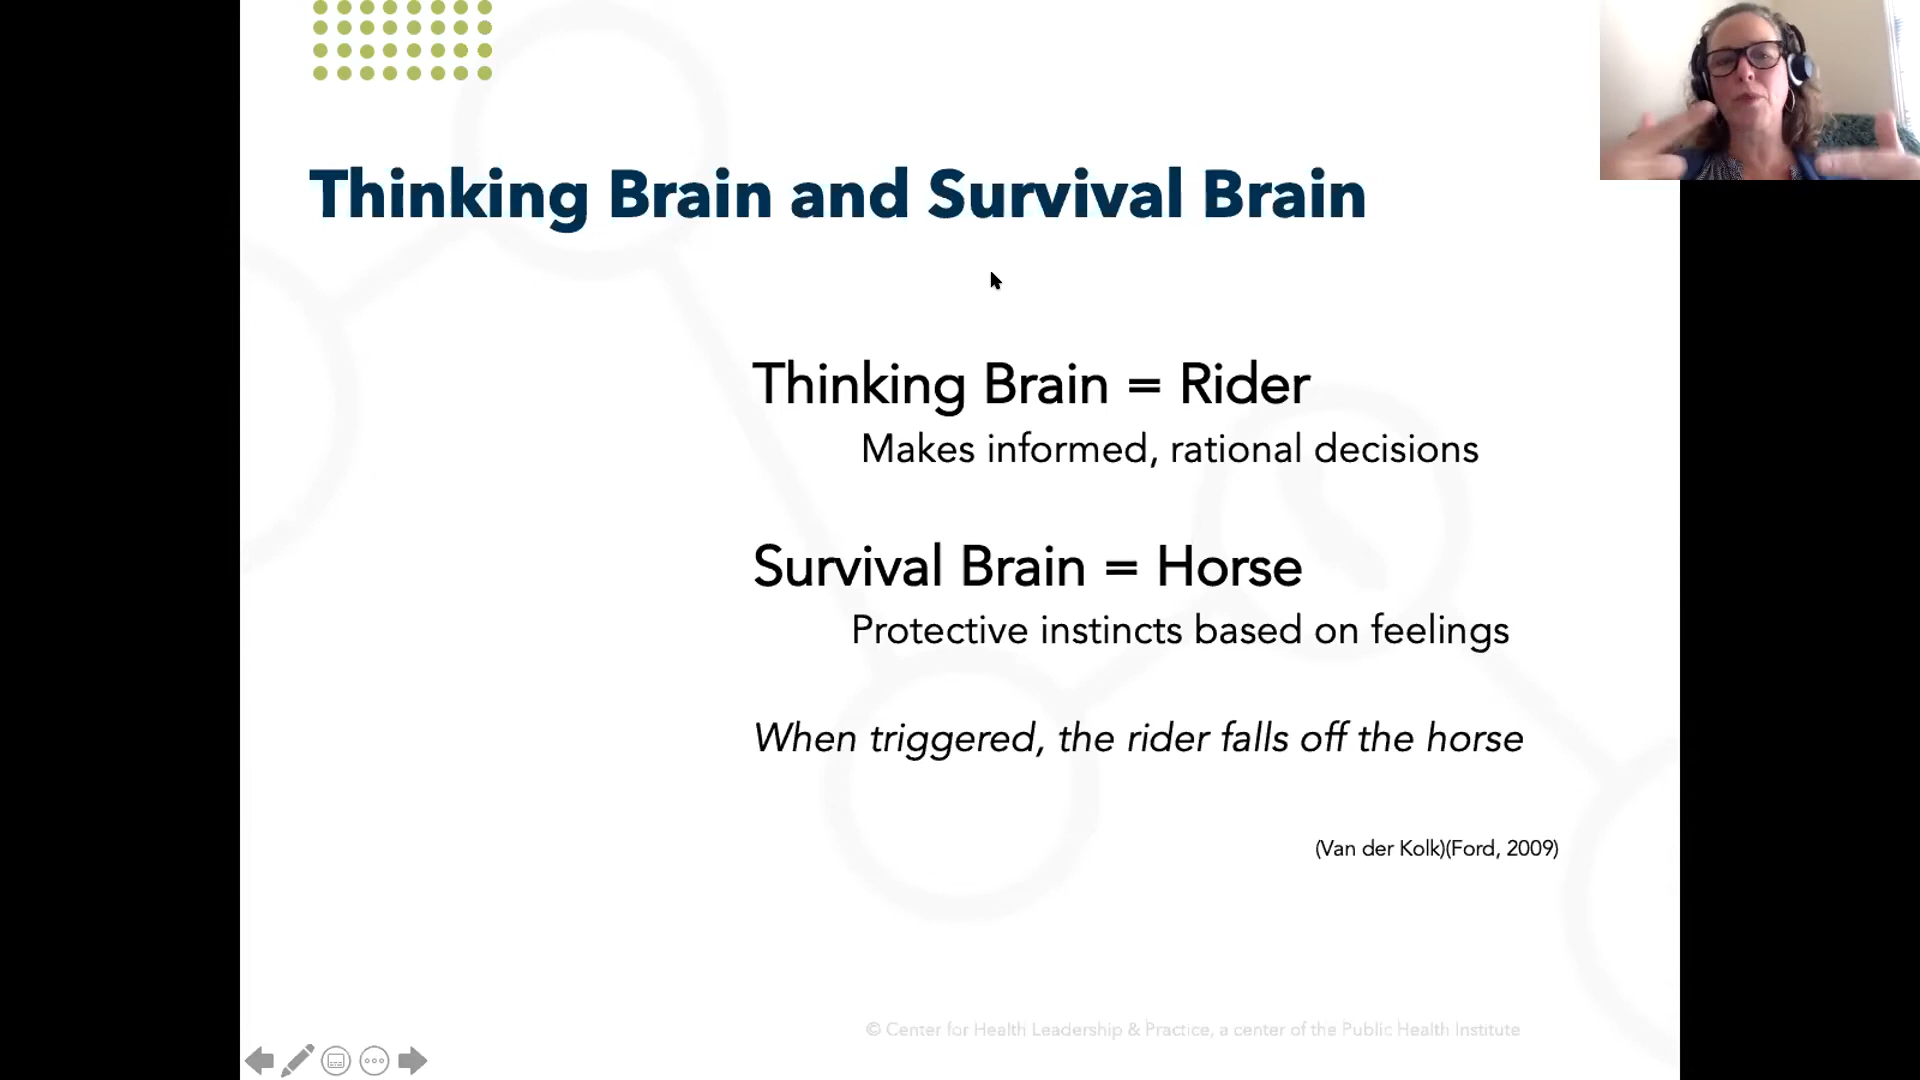 Thinking Brain and Survival Brain
Thinking Brain = Rider
Makes informed, rational decisions
Survival Brain = Horse
Protective instincts based on feelings
When triggered, the rider falls off the horse
(Van der Kolk)(Ford, 2009)
© Center for Health Leadership & Practice, a center of the Public Health Institute